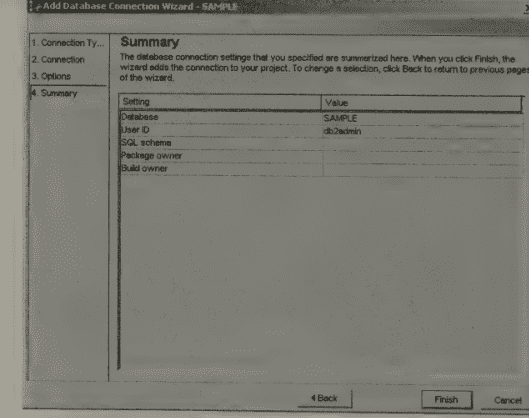 Add Database Connection Wizard - SAMPLE
1. Connection Ty...
2. Connection
3. Options
4. Summary
Summary
The database connection settings that you specified are summarized here. When you click Finish, the
wizard adds the connection to your project. To change a selection, click Back to return to previous pages
of the wizard.
Setting Value
Database SAMPLE
User ID db2admin
SQL schema
Package owner
Build owner
Back
Finish
Cancel